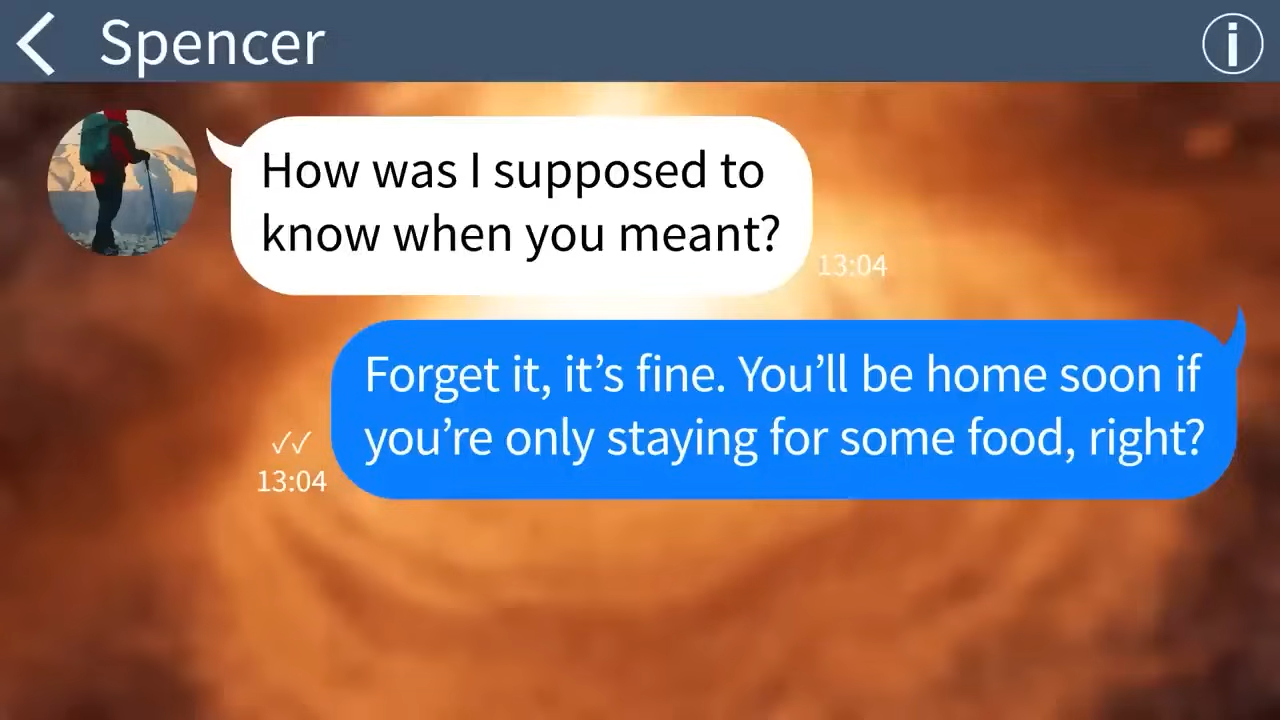 Spencer
How was I supposed to
know when you meant?
13:04
Forget it, it’s fine. You’ll be home soon if
you’re only staying for some food, right?
13:04